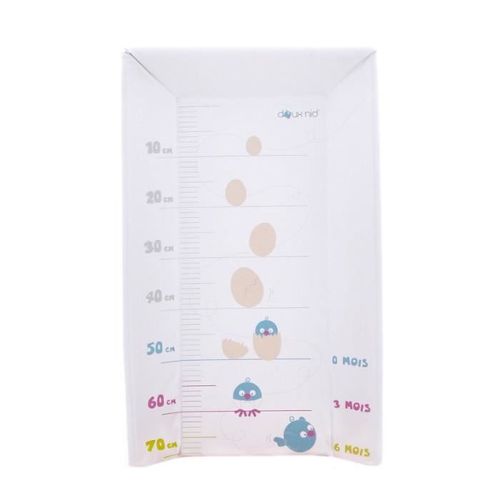 doux nid
10 CM
20 CM
30 CM
40 CM
50 CM 0 MOIS
60 CM 3 MOIS
70 CM 6 MOIS